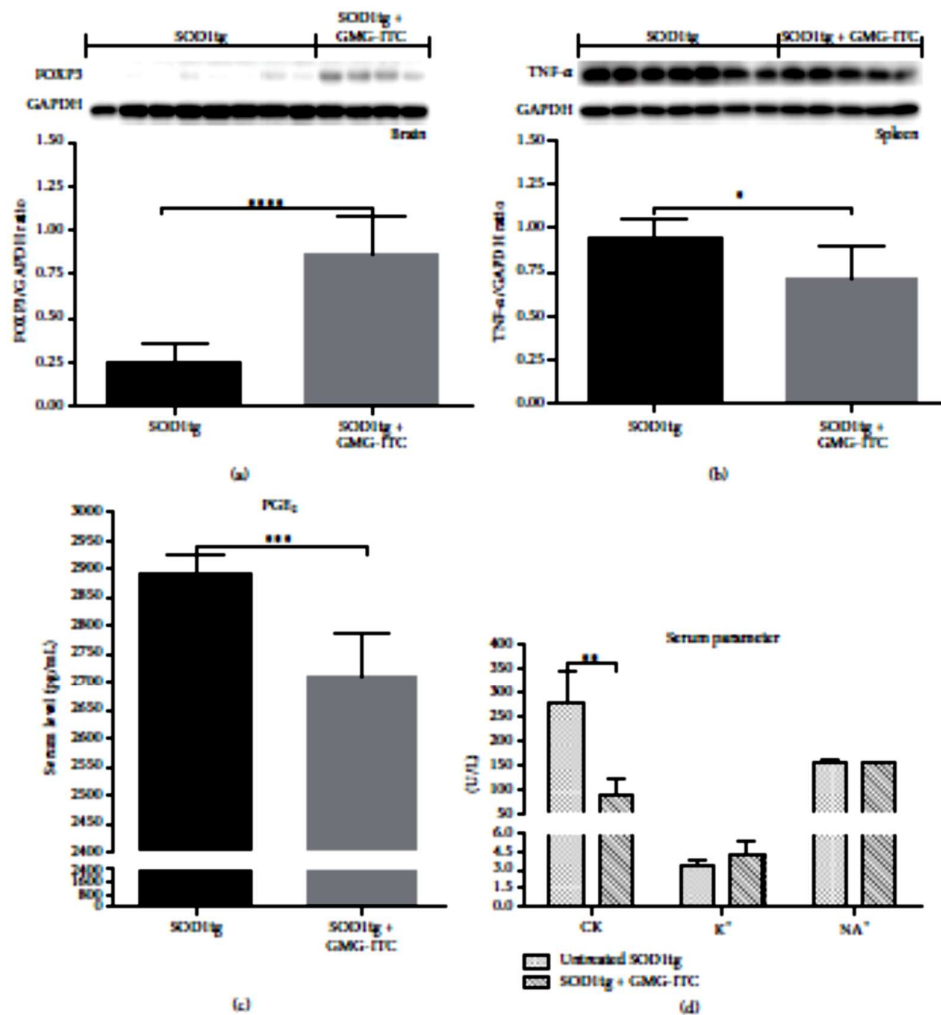 SOD1tg
SOD1tg +
GMG-ITC
FOXP3
GAPDH
Brain
FOXP3/GAPDH ratio
1.50
1.25
1.00
0.75
0.50
0.25
0.00
****
SOD1tg
SOD1tg +
GMG-ITC
(a)
SOD1tg
SOD1tg + GMG-ITC
TNF-α
GAPDH
Spleen
TNF-α/GAPDH ratio
1.50
1.25
1.00
0.75
0.50
0.25
0.00
*
SOD1tg
SOD1tg +
GMG-ITC
(b)
PGE₂
Serum level (pg/mL)
3000
2950
2900
2850
2800
2750
2700
2650
2600
2550
2500
2450
2400
2400
1600
800
0
***
SOD1tg
SOD1tg +
GMG-ITC
(c)
Serum parameter
(U/L)
400
350
300
250
200
150
100
50
6.0
4.5
3.0
1.5
0.0
**
CK
K⁺
NA⁺
Untreated SOD1tg
SOD1tg + GMG-ITC
(d)